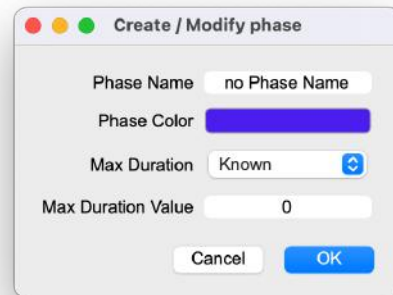 Create / Modify phase
Phase Name no Phase Name
Phase Color
Max Duration Known
Max Duration Value 0
Cancel OK